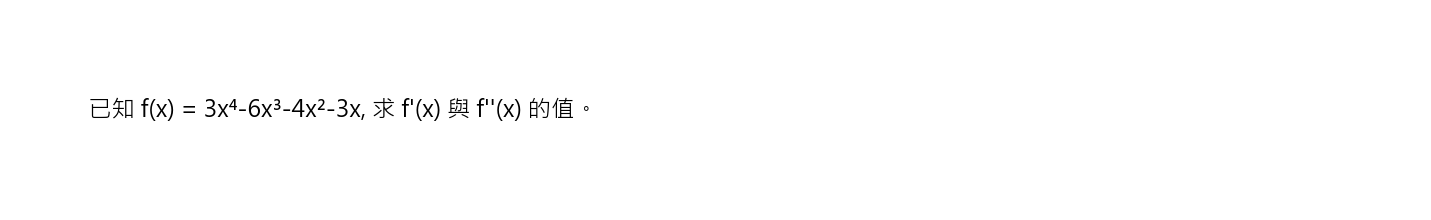 已知 f(x) = 3x⁴-6x³-4x²-3x, 求 f'(x) 與 f''(x) 的值。